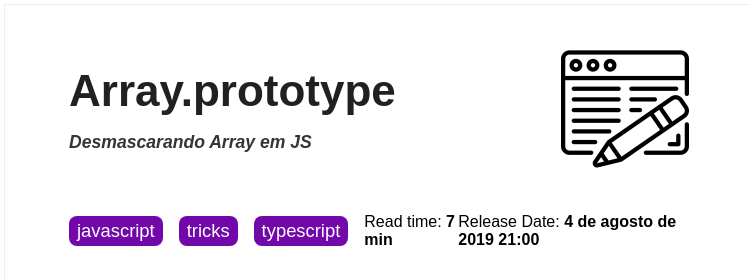 Array.prototype
Desmascarando Array em JS
javascript tricks typescript
Read time: 7 min
Release Date: 4 de agosto de
2019 21:00